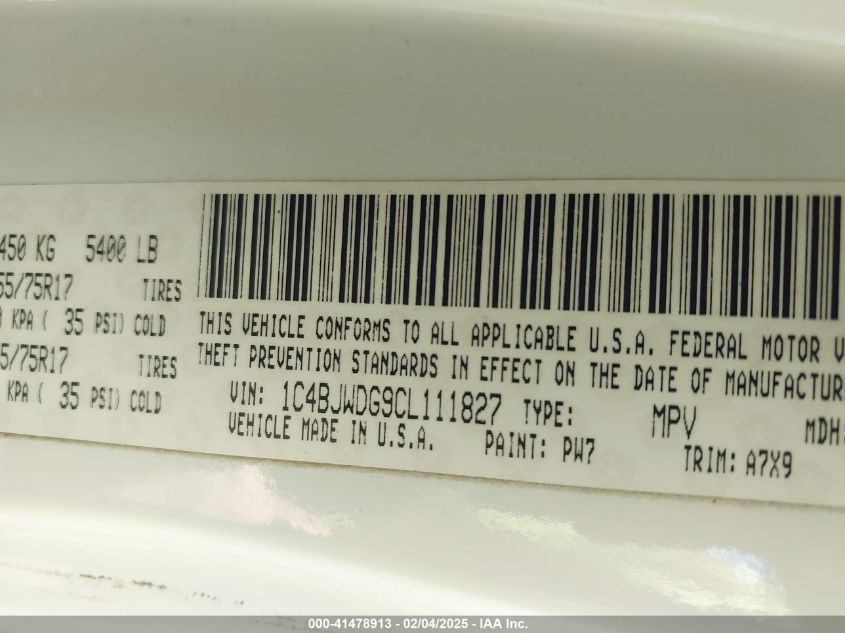 450 KG 5400 LB
55/75R17 TIRES
KPA ( 35 PSI) COLD
5/75R17 TIRES
KPA ( 35 PSI) COLD
THIS VEHICLE CONFORMS TO ALL APPLICABLE U.S.A. FEDERAL MOTOR V
THEFT PREVENTION STANDARDS IN EFFECT ON THE DATE OF MANUFACTUR
VIN: 1C4BJWDG9CL111827 TYPE: MPV MDH:
VEHICLE MADE IN U.S.A. PAINT: PW7 TRIM: A7X9
000-41478913 - 02/04/2025 - IAA Inc.